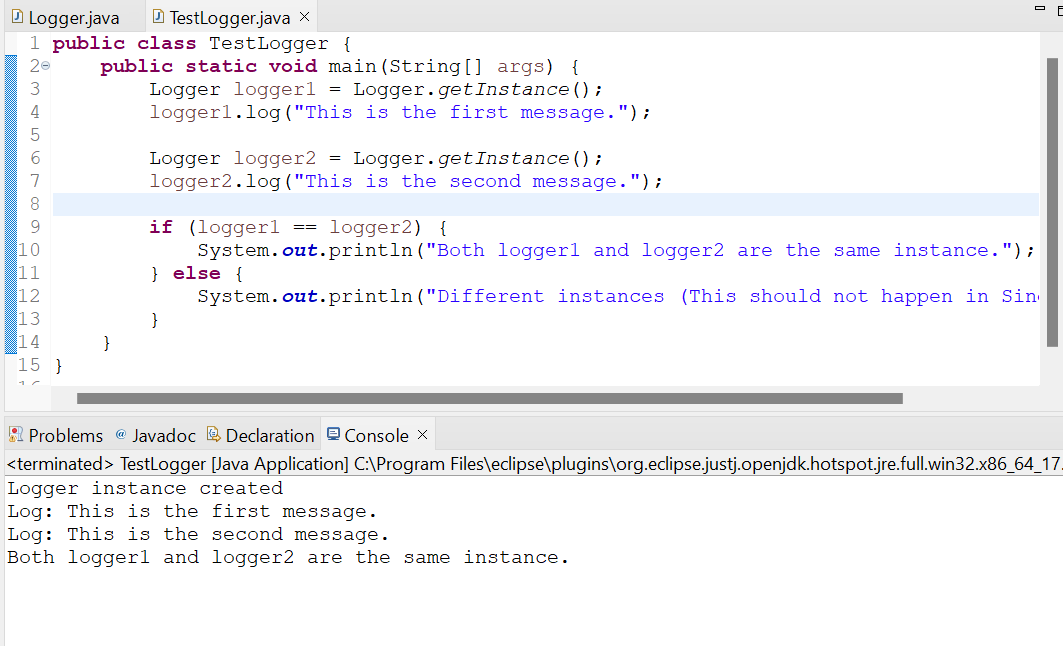 Logger.java TestLogger.java
1 public class TestLogger {
2 public static void main(String[] args) {
3 Logger logger1 = Logger.getInstance();
4 logger1.log("This is the first message.");
5
6 Logger logger2 = Logger.getInstance();
7 logger2.log("This is the second message.");
8
9 if (logger1 == logger2) {
10 System.out.println("Both logger1 and logger2 are the same instance.");
11 } else {
12 System.out.println("Different instances (This should not happen in
13 }
14 }
15 }
Problems @ Javadoc Declaration Console
<terminated> TestLogger [Java Application] C:\Program Files\eclipse\plugins\org.eclipse.justj.openjdk.hotspot.jre.full.win32.x86_64_17.
Logger instance created
Log: This is the first message.
Log: This is the second message.
Both logger1 and logger2 are the same instance.